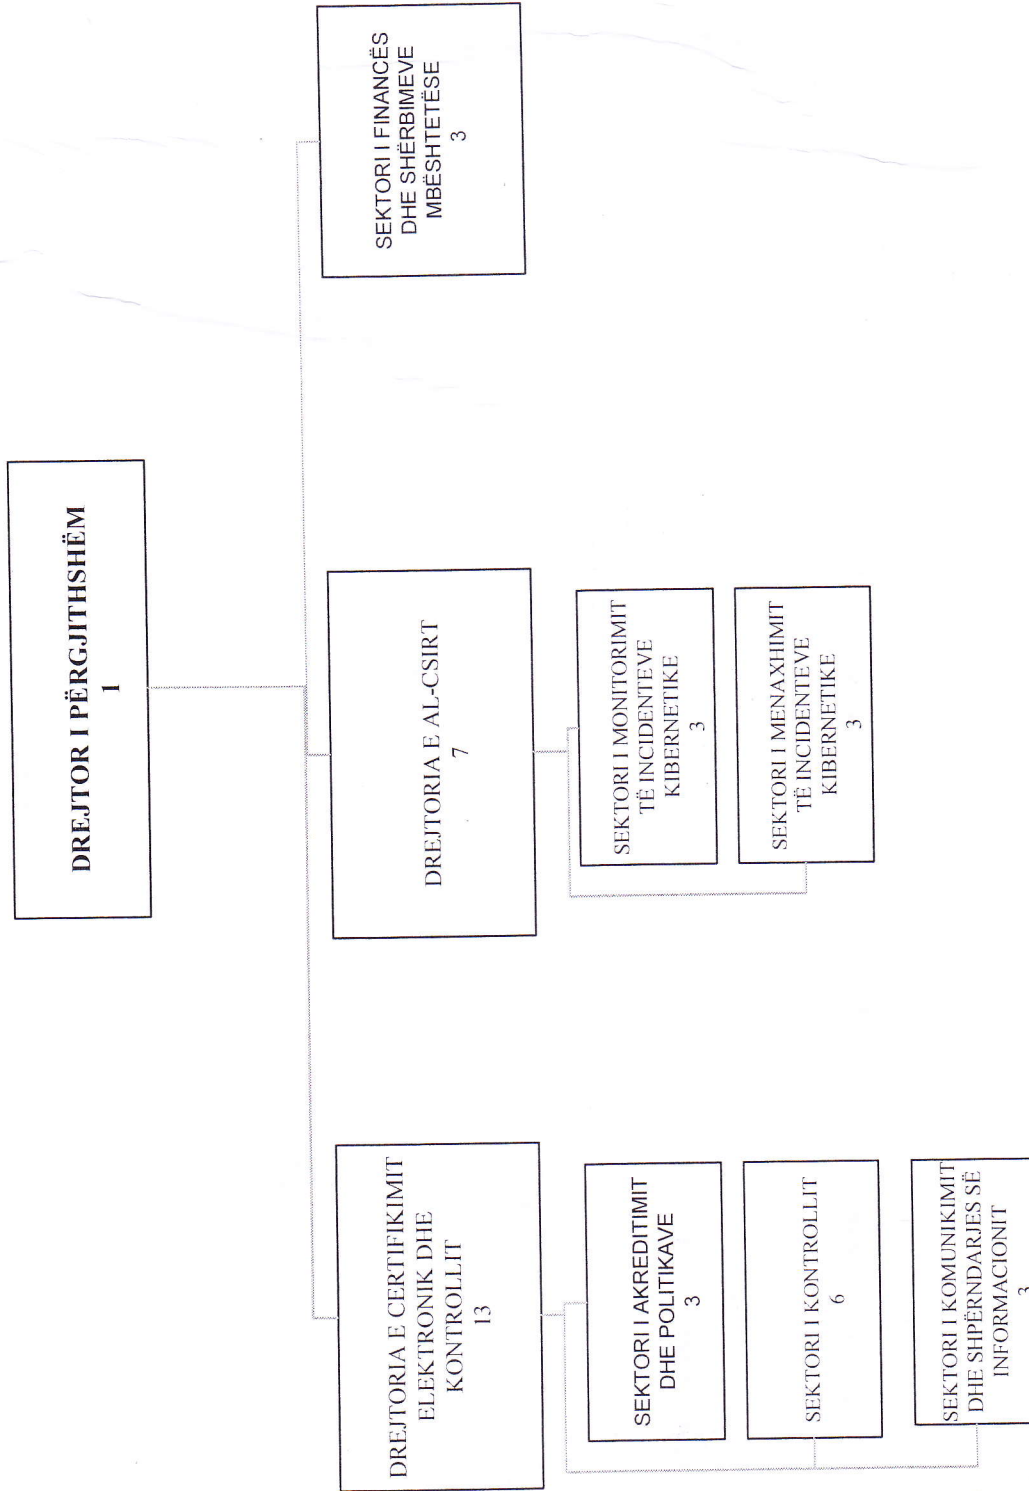 DREJTOR I PËRGJITHSHËM
1
DREJTORIA E CERTIFIKIMIT
ELEKTRONIK DHE
KONTROLLIT
13
SEKTORI I AKREDITIMIT
DHE POLITIKAVE
3
SEKTORI I KONTROLLIT
6
SEKTORI I KOMUNIKIMIT
DHE SHPËRNDARJES SË
INFORMACIONIT
3
DREJTORIA E AL-CSIRT
7
SEKTORI I MONITORIMIT
TË INCIDENTEVE
KIBERNETIKE
3
SEKTORI I MENAXHIMIT
TË INCIDENTEVE
KIBERNETIKE
3
SEKTORI I FINANCËS
DHE SHËRBIMEVE
MBËSHTETËSE
3